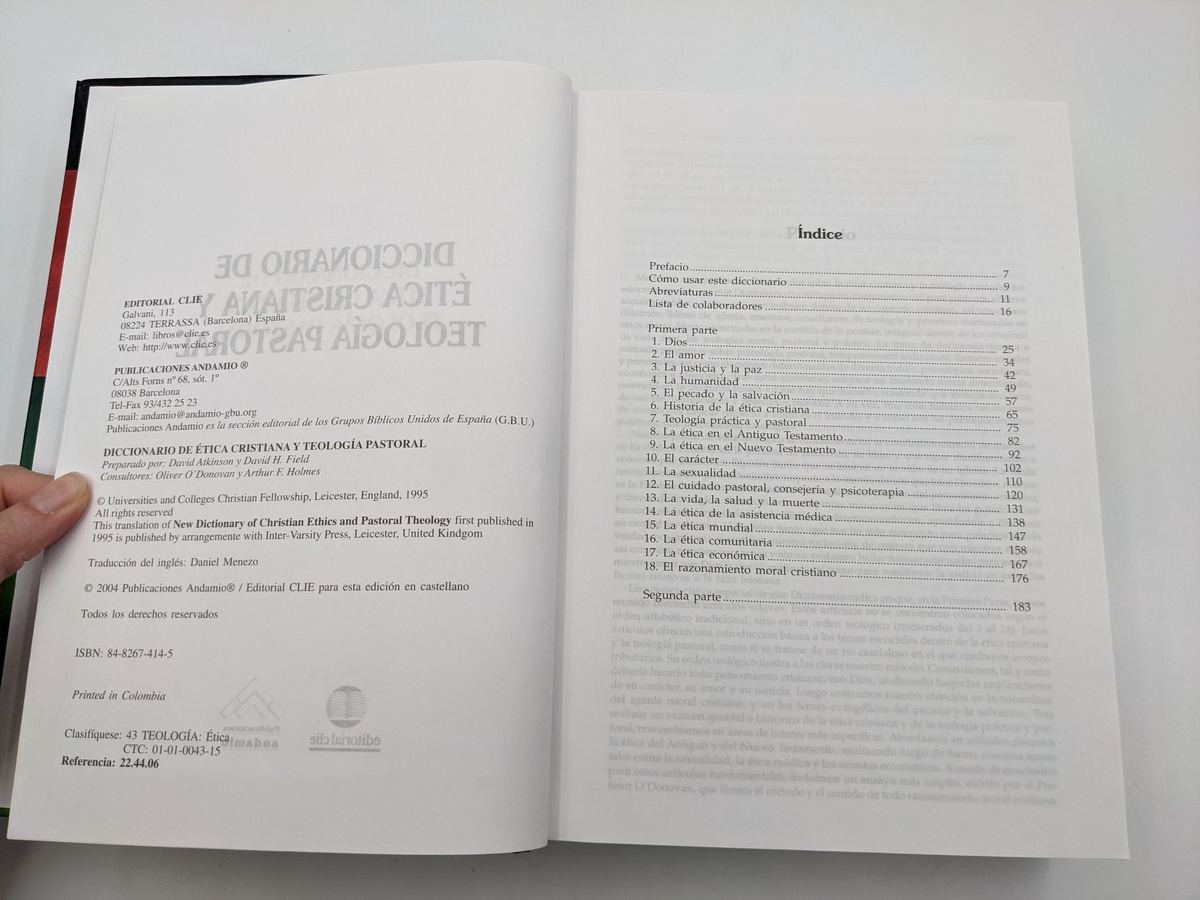 EDITORIAL CLIE
Galvani, 113
08224 TERRASSA (Barcelona) España
E-mail: libros@clie.es
Web: http://www.clie.es
PUBLICACIONES ANDAMIO ®
C/Alts Forns nº 68, sót. 1º
08038 Barcelona
Tel-Fax 93/432 25 23
E-mail: andamio@andamio-gbu.org
Publicaciones Andamio es la sección editorial de los Grupos Bíblicos Unidos de España (G.B.U.)
DICCIONARIO DE ÉTICA CRISTIANA Y TEOLOGÍA PASTORAL
Preparado por: David Atkinson y David H. Field
Consultores: Oliver O'Donovan y Arthur F. Holmes
© Universities and Colleges Christian Fellowship, Leicester, England, 1995
All rights reserved
This translation of New Dictionary of Christian Ethics and Pastoral Theology first published in
1995 is published by arrangemente with Inter-Varsity Press, Leicester, United Kindgom
Traducción del inglés: Daniel Menezo
© 2004 Publicaciones Andamio® / Editorial CLIE para esta edición en castellano
Todos los derechos reservados
ISBN: 84-8267-414-5
Printed in Colombia
Clasifíquese: 43 TEOLOGÍA: Ética
CTC: 01-01-0043-15
Referencia: 22.44.06
DICCIONARIO DE
ÉTICA CRISTIANA Y
TEOLOGÍA PASTORAL
Publicaciones
andamio
editorial clie
Índice
Prefacio 7
Cómo usar este diccionario 9
Abreviaturas 11
Lista de colaboradores 16
Primera parte
1. Dios 25
2. El amor 34
3. La justicia y la paz 42
4. La humanidad 49
5. El pecado y la salvación 57
6. Historia de la ética cristiana 65
7. Teología práctica y pastoral 75
8. La ética en el Antiguo Testamento 82
9. La ética en el Nuevo Testamento 92
10. El carácter 102
11. La sexualidad 110
12. El cuidado pastoral, consejería y psicoterapia 120
13. La vida, la salud y la muerte 131
14. La ética de la asistencia médica 138
15. La ética mundial 147
16. La ética comunitaria 158
17. La ética económica 167
18. El razonamiento moral cristiano 176
Segunda parte 183